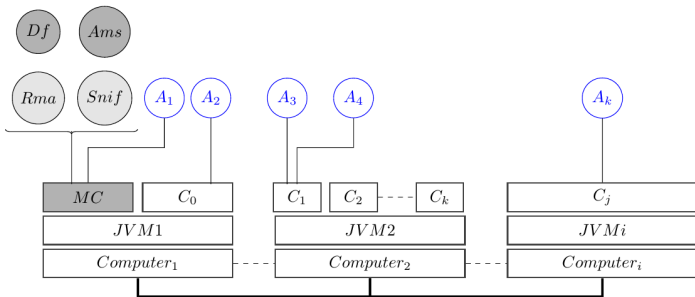 Df Ams
Rma Snif A₁ A₂ A₃ A₄ Aₖ
MC C₀ C₁ C₂ Cₖ Cⱼ
JVM1 JVM2 JVMi
Computer₁ Computer₂ Computerᵢ